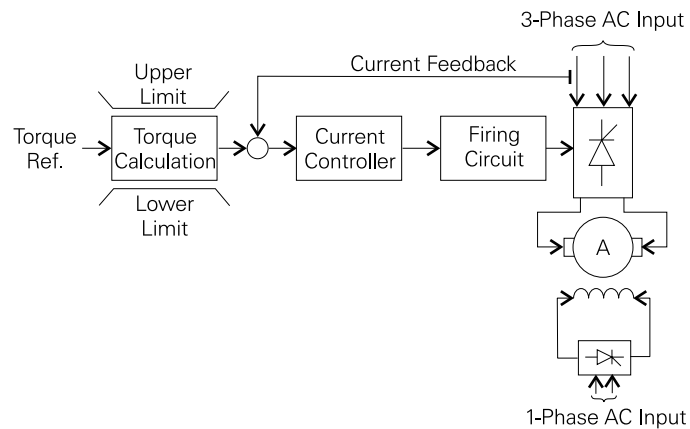 3-Phase AC Input
Current Feedback
Upper
Limit
Torque
Ref.
Torque
Calculation
Current
Controller
Firing
Circuit
Lower
Limit
A
1-Phase AC Input